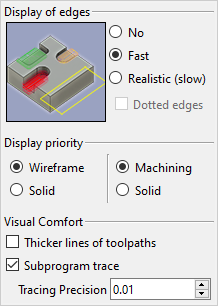 Display of edges
No
Fast
Realistic (slow)
Dotted edges
Display priority
Wireframe
Machining
Solid
Solid
Visual Comfort
Thicker lines of toolpaths
Subprogram trace
Tracing Precision 0.01